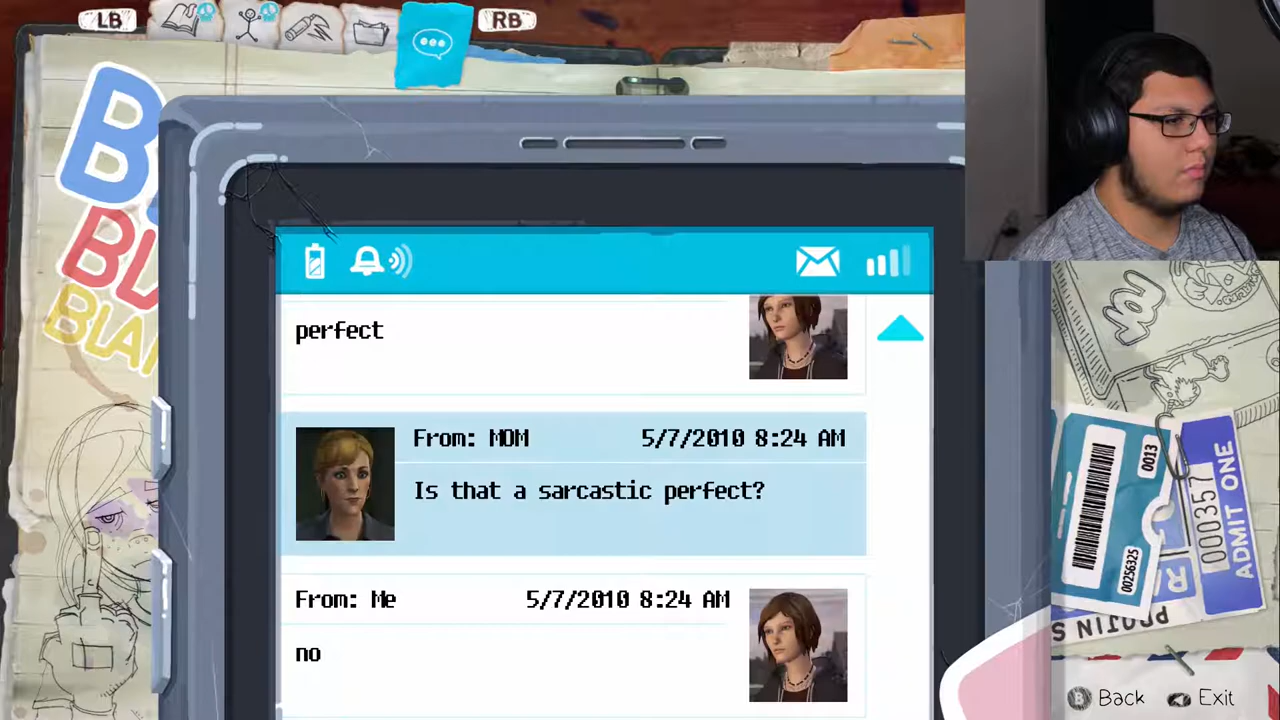 LB
RB
perfect
From: MOM 5/7/2010 8:24 AM
Is that a sarcastic perfect?
From: Me 5/7/2010 8:24 AM
no
0013
00256325
000357
ADMIT ONE
Back
Exit